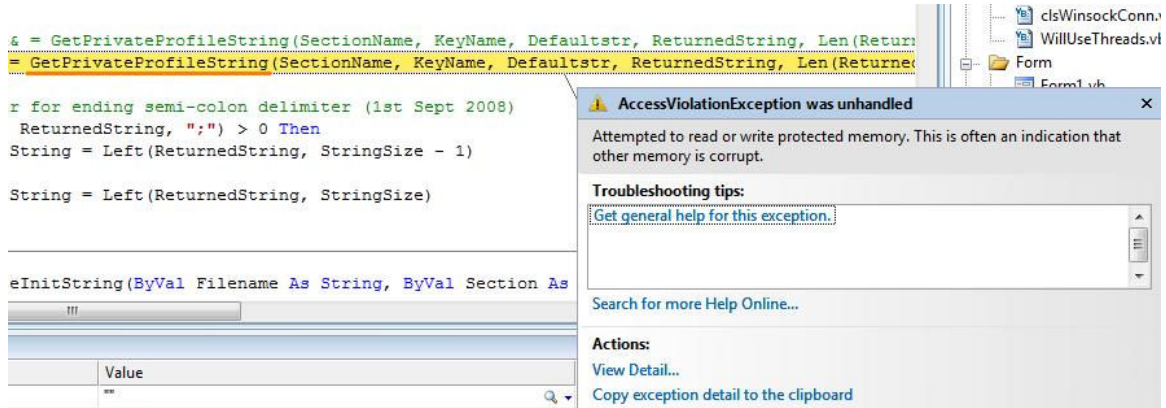 clsWinsockConn.v
& = GetPrivateProfileString(SectionName, KeyName, Defaultstr, ReturnedString, Len(Return
WillUseThreads.vb
= GetPrivateProfileString(SectionName, KeyName, Defaultstr, ReturnedString, Len(Returned
Form
Form1.vb
r for ending semi-colon delimiter (1st Sept 2008)
ReturnedString, ";") > 0 Then
String = Left(ReturnedString, StringSize - 1)
String = Left(ReturnedString, StringSize)
eInitString(ByVal Filename As String, ByVal Section As
Value
""
AccessViolationException was unhandled
Attempted to read or write protected memory. This is often an indication that
other memory is corrupt.
Troubleshooting tips:
Get general help for this exception.
Search for more Help Online...
Actions:
View Detail...
Copy exception detail to the clipboard